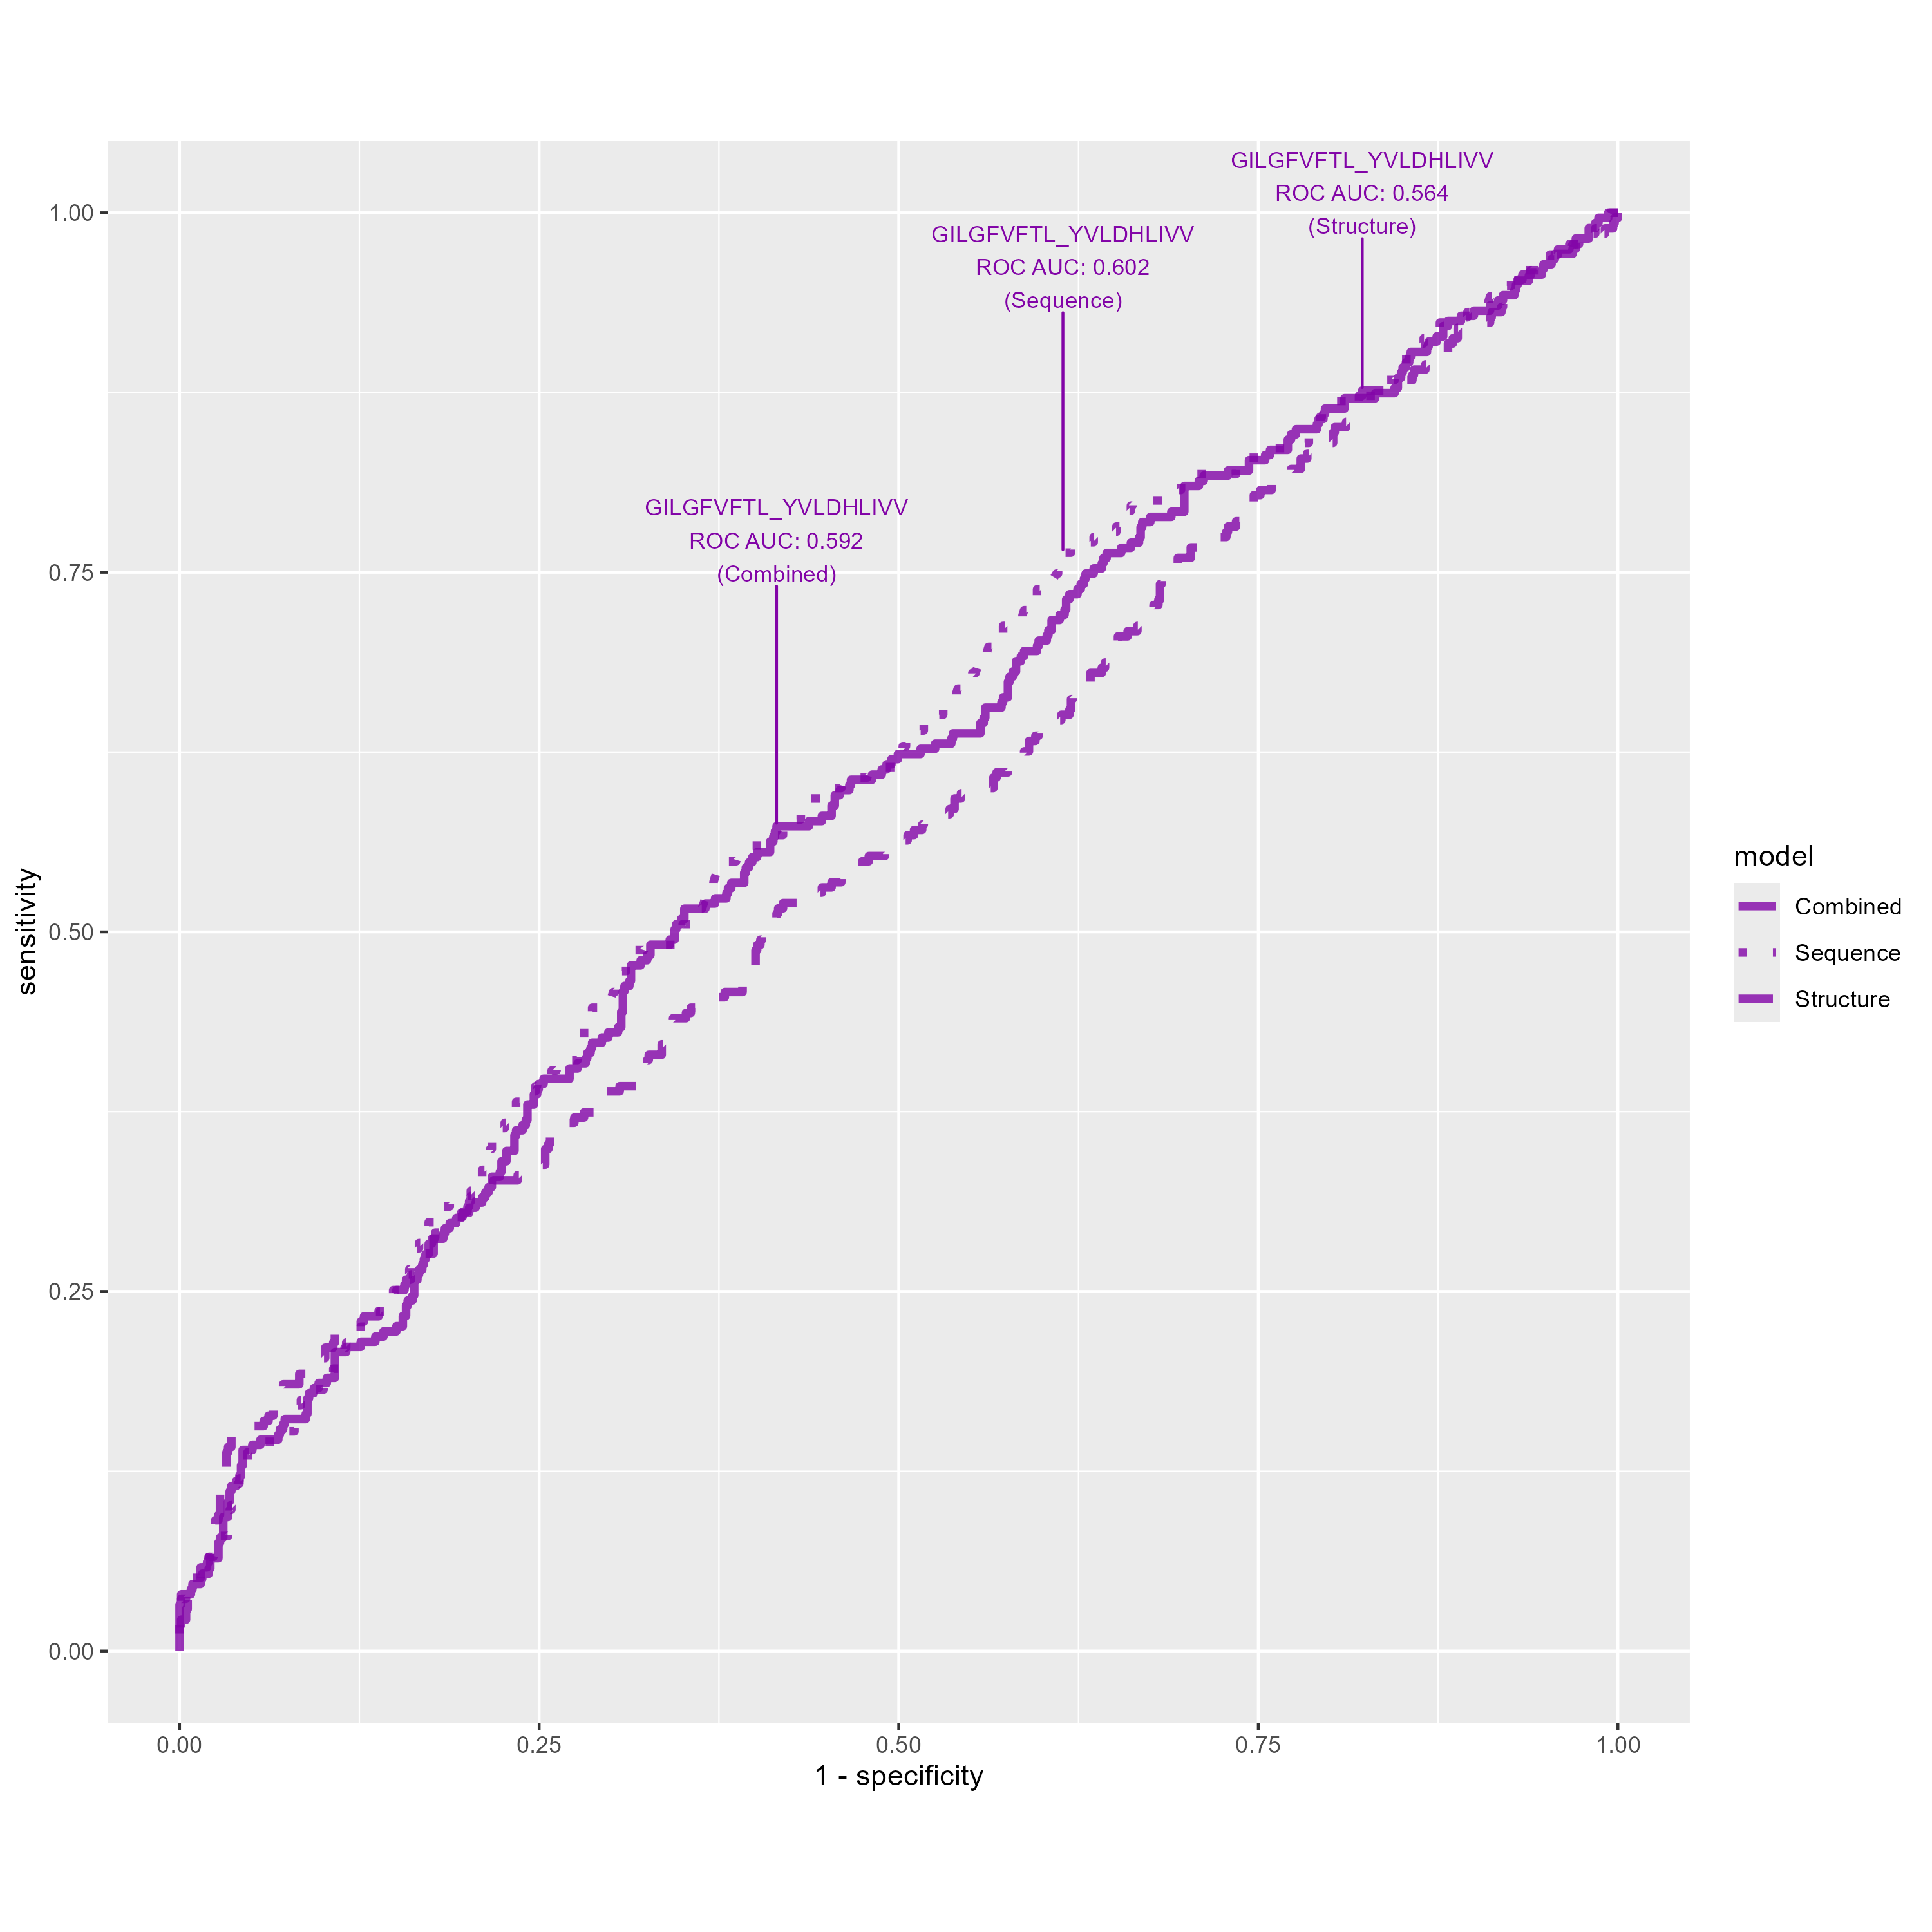 GILGFVFTL_YVLDHLIVV
ROC AUC: 0.564
(Structure)
GILGFVFTL_YVLDHLIVV
ROC AUC: 0.602
(Sequence)
GILGFVFTL_YVLDHLIVV
ROC AUC: 0.592
(Combined)
1.00
0.75
0.50
0.25
0.00
sensitivity
0.00
0.25
0.50
0.75
1.00
1 - specificity
model
Combined
Sequence
Structure